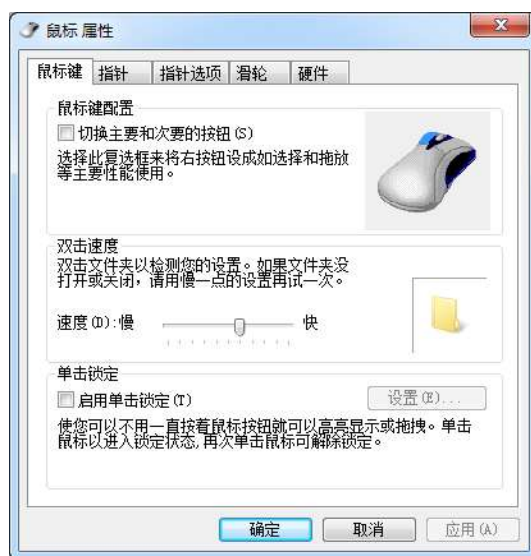 鼠标 属性
鼠标键 指针 指针选项 滑轮 硬件
鼠标键配置
切换主要和次要的按钮(S)
选择此复选框来将右按钮设成如选择和拖放
等主要性能使用。
双击速度
双击文件夹以检测您的设置。如果文件夹没
打开或关闭，请用慢一点的设置再试一次。
速度(D):慢 快
单击锁定
启用单击锁定(T) 设置(E)...
使您可以不用一直按着鼠标按钮就可以高亮显示或拖拽。单击
鼠标以进入锁定状态,再次单击鼠标可解除锁定。
确定 取消 应用(A)